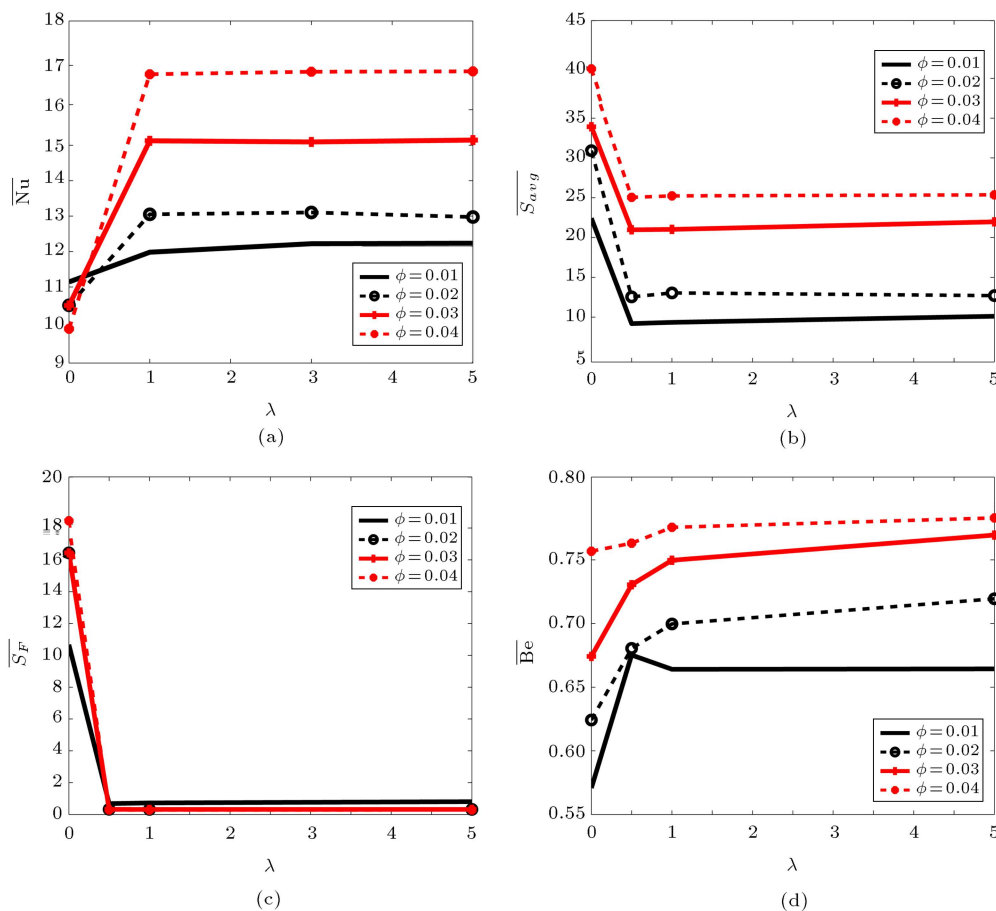 18
17
16
15
14
13
12
11
10
9
N̅u̅
0 1 2 3 4 5
λ
(a)
ϕ = 0.01
ϕ = 0.02
ϕ = 0.03
ϕ = 0.04
45
40
35
30
25
20
15
10
5
S̅a̅v̅g̅
0 1 2 3 4 5
λ
(b)
ϕ = 0.01
ϕ = 0.02
ϕ = 0.03
ϕ = 0.04
20
18
16
14
12
10
8
6
4
2
0
S̅F̅
0 1 2 3 4 5
λ
(c)
ϕ = 0.01
ϕ = 0.02
ϕ = 0.03
ϕ = 0.04
0.80
0.75
0.70
0.65
0.60
0.55
B̅e̅
0 1 2 3 4 5
λ
(d)
ϕ = 0.01
ϕ = 0.02
ϕ = 0.03
ϕ = 0.04